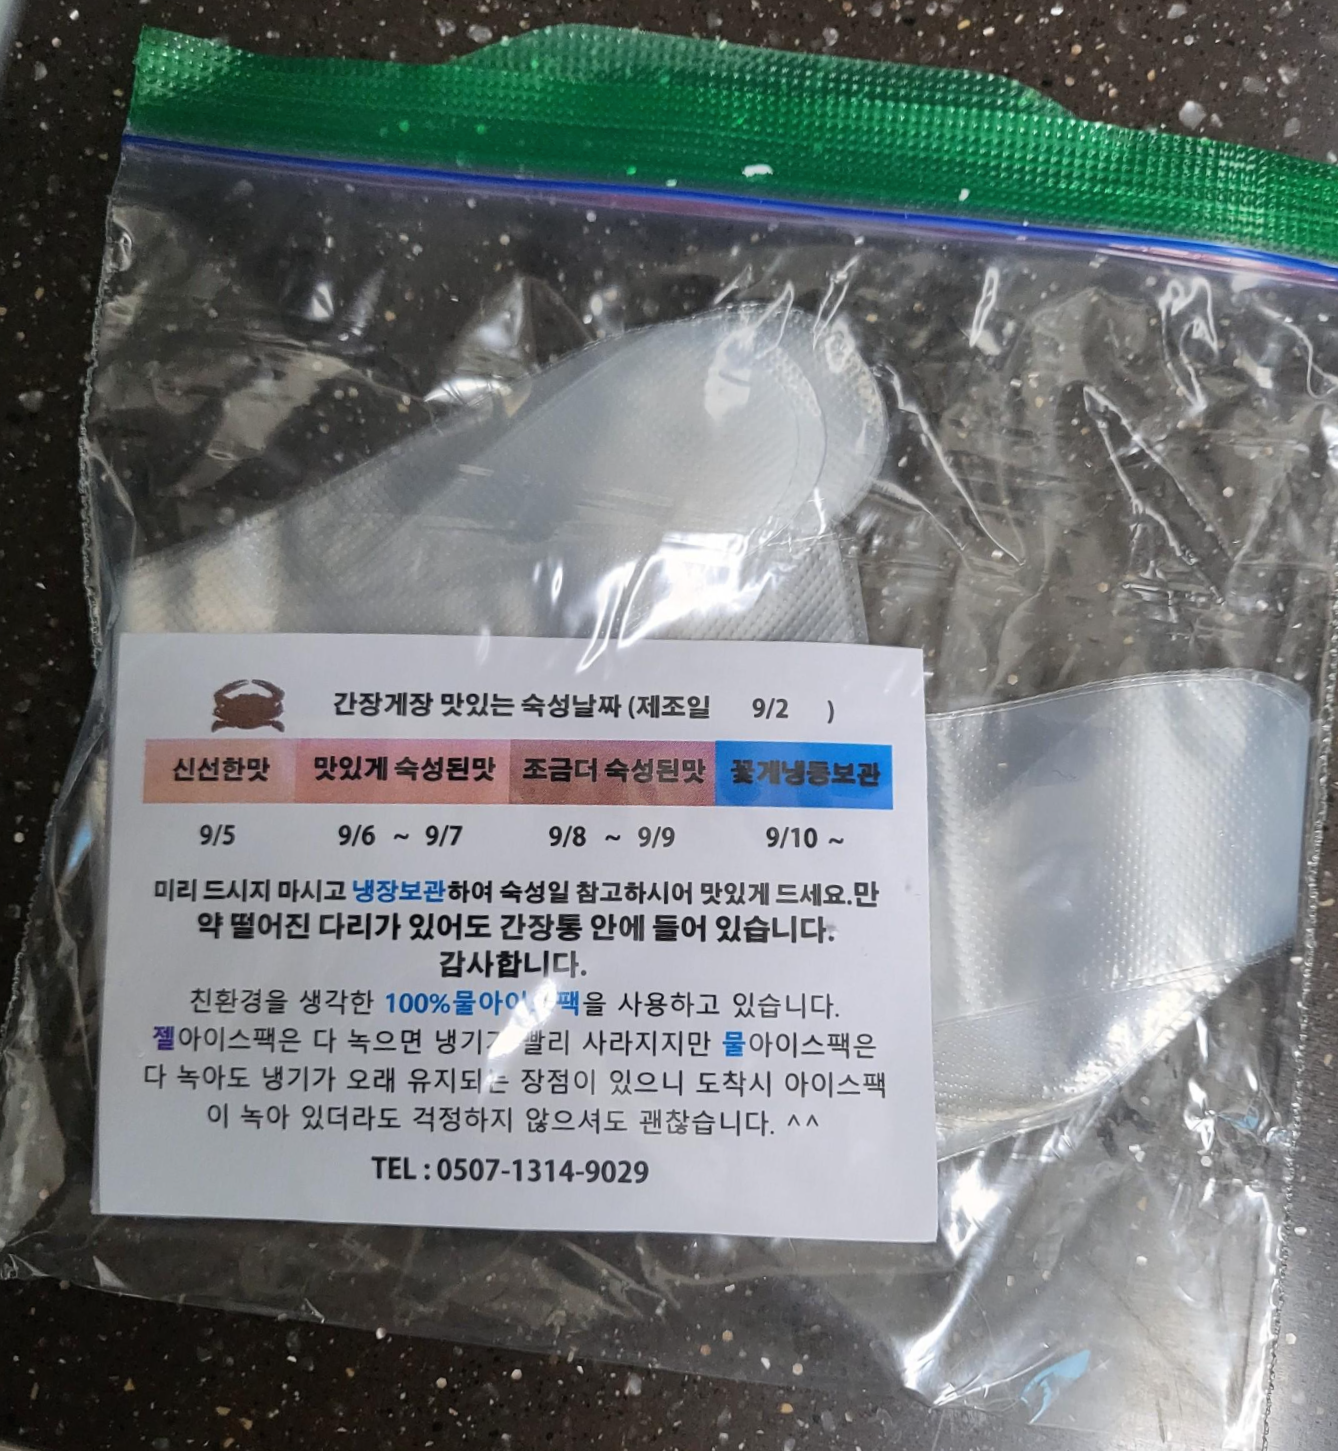 간장게장 맛있는 숙성날짜 (제조일 9/2 )
신선한맛 맛있게 숙성된맛 조금더 숙성된맛 꽃게냉동보관
9/5 9/6 ~ 9/7 9/8 ~ 9/9 9/10 ~
미리 드시지 마시고 냉장보관하여 숙성일 참고하시어 맛있게 드세요.만
약 떨어진 다리가 있어도 간장통 안에 들어 있습니다.
감사합니다.
친환경을 생각한 100%물아이스팩을 사용하고 있습니다.
젤아이스팩은 다 녹으면 냉기가 빨리 사라지지만 물아이스팩은
다 녹아도 냉기가 오래 유지되는 장점이 있으니 도착시 아이스팩
이 녹아 있더라도 걱정하지 않으셔도 괜찮습니다. ^^
TEL : 0507-1314-9029